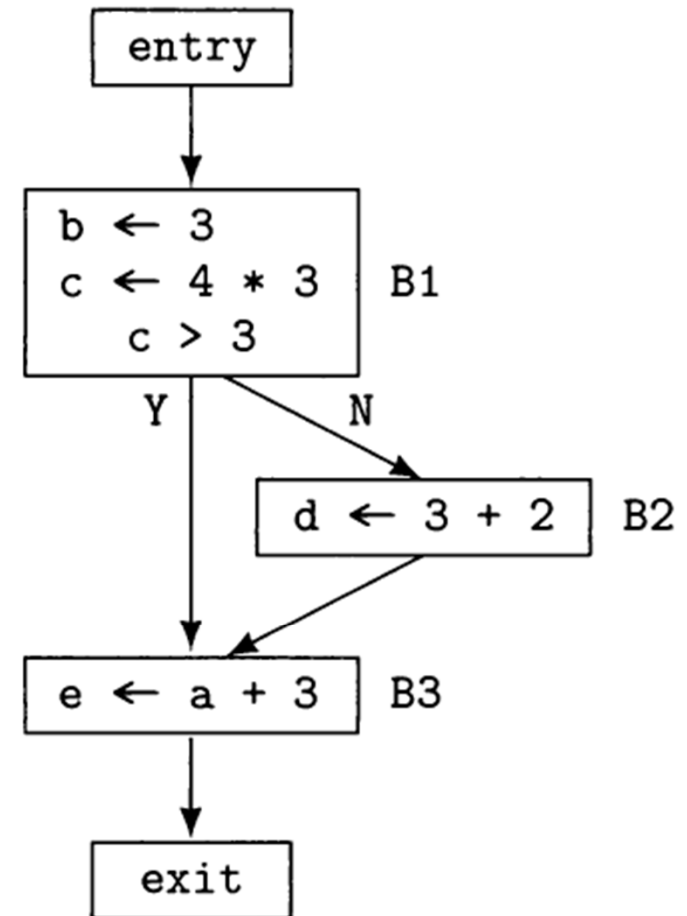 entry
b ← 3
c ← 4 * 3
c > 3
B1
Y
N
d ← 3 + 2
B2
e ← a + 3
B3
exit